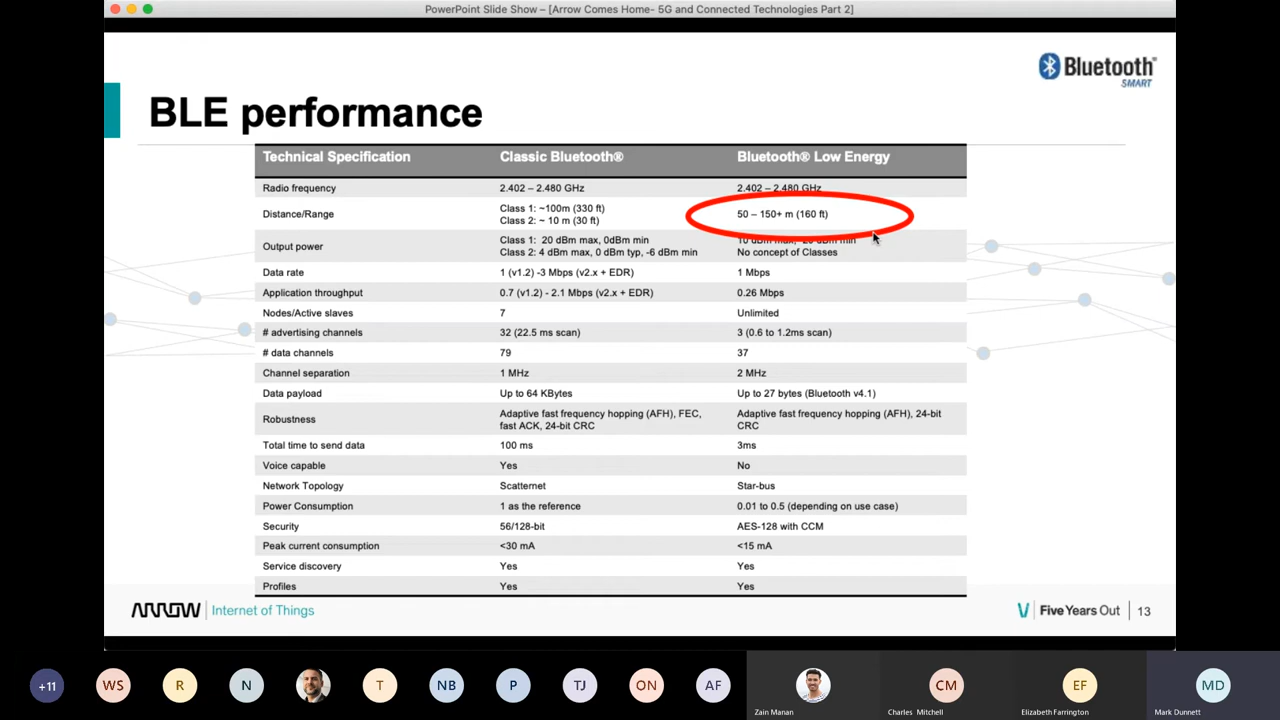 PowerPoint Slide Show – [Arrow Comes Home- 5G and Connected Technologies Part 2]
Bluetooth®
SMART
BLE performance
Technical Specification Classic Bluetooth® Bluetooth® Low Energy
Radio frequency 2.402 – 2.480 GHz 2.402 – 2.480 GHz
Distance/Range Class 1: ~100m (330 ft) 50 – 150+ m (160 ft)
Class 2: ~ 10 m (30 ft)
Output power Class 1: 20 dBm max, 0dBm min 10 dBm max, -20 dBm min
Class 2: 4 dBm max, 0 dBm typ, -6 dBm min No concept of Classes
Data rate 1 (v1.2) -3 Mbps (v2.x + EDR) 1 Mbps
Application throughput 0.7 (v1.2) - 2.1 Mbps (v2.x + EDR) 0.26 Mbps
Nodes/Active slaves 7 Unlimited
# advertising channels 32 (22.5 ms scan) 3 (0.6 to 1.2ms scan)
# data channels 79 37
Channel separation 1 MHz 2 MHz
Data payload Up to 64 KBytes Up to 27 bytes (Bluetooth v4.1)
Robustness Adaptive fast frequency hopping (AFH), FEC, Adaptive fast frequency hopping (AFH), 24-bit
fast ACK, 24-bit CRC CRC
Total time to send data 100 ms 3ms
Voice capable Yes No
Network Topology Scatternet Star-bus
Power Consumption 1 as the reference 0.01 to 0.5 (depending on use case)
Security 56/128-bit AES-128 with CCM
Peak current consumption <30 mA <15 mA
Service discovery Yes Yes
Profiles Yes Yes
ARROW Internet of Things Five Years Out 13
+11 WS R N T NB P TJ ON AF CM EF MD
Zain Manan Charles Mitchell Elizabeth Farrington Mark Dunnett